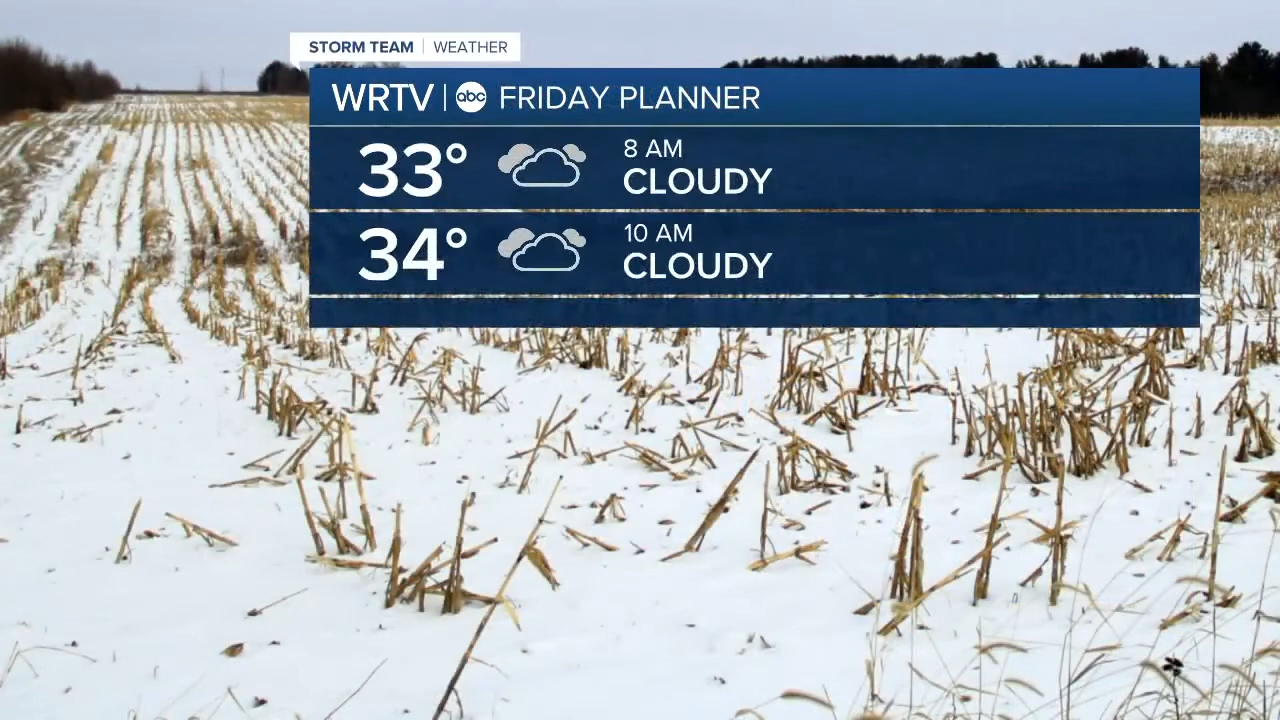 STORM TEAM | WEATHER
WRTV | abc FRIDAY PLANNER
33° 8 AM
CLOUDY
34° 10 AM
CLOUDY